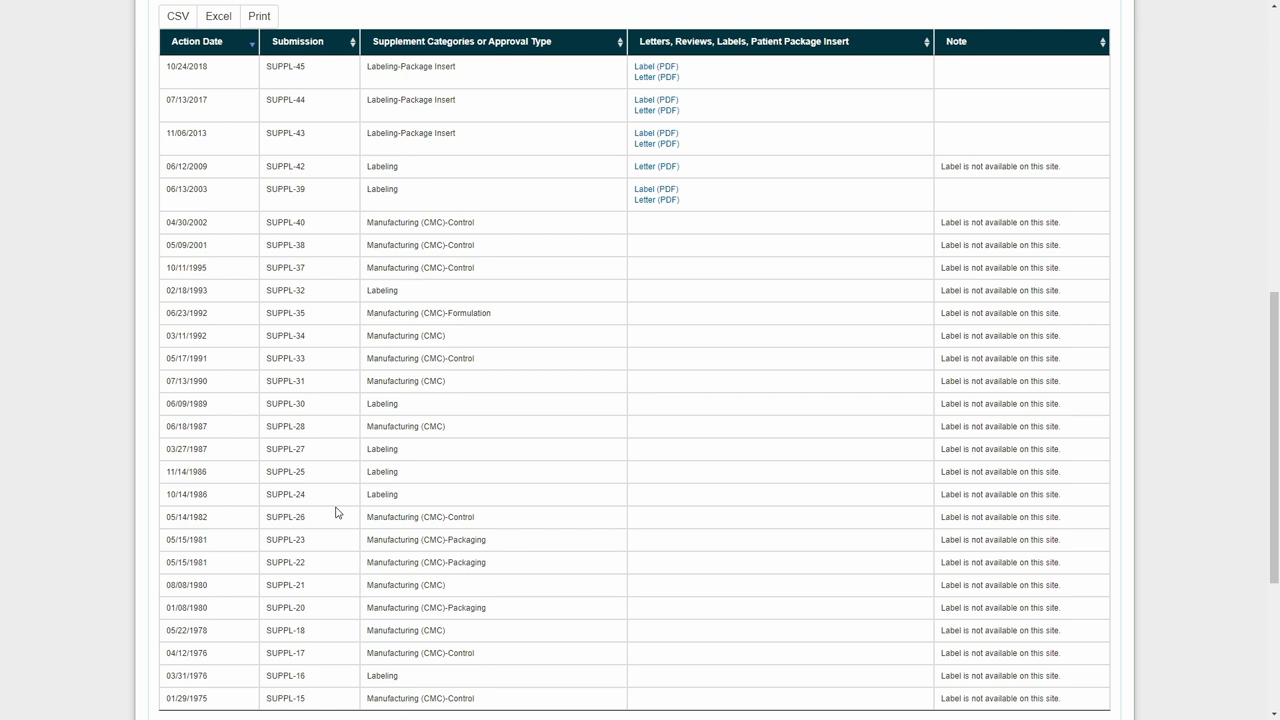 CSV Excel Print
Action Date Submission Supplement Categories or Approval Type Letters, Reviews, Labels, Patient Package Insert Note
10/24/2018 SUPPL-45 Labeling-Package Insert Label (PDF)
Letter (PDF)
07/13/2017 SUPPL-44 Labeling-Package Insert Label (PDF)
Letter (PDF)
11/06/2013 SUPPL-43 Labeling-Package Insert Label (PDF)
Letter (PDF)
06/12/2009 SUPPL-42 Labeling Letter (PDF) Label is not available on this site.
06/13/2003 SUPPL-39 Labeling Label (PDF)
Letter (PDF)
04/30/2002 SUPPL-40 Manufacturing (CMC)-Control Label is not available on this site.
05/09/2001 SUPPL-38 Manufacturing (CMC)-Control Label is not available on this site.
10/11/1995 SUPPL-37 Manufacturing (CMC)-Control Label is not available on this site.
02/18/1993 SUPPL-32 Labeling Label is not available on this site.
06/23/1992 SUPPL-35 Manufacturing (CMC)-Formulation Label is not available on this site.
03/11/1992 SUPPL-34 Manufacturing (CMC) Label is not available on this site.
05/17/1991 SUPPL-33 Manufacturing (CMC)-Control Label is not available on this site.
07/13/1990 SUPPL-31 Manufacturing (CMC) Label is not available on this site.
06/09/1989 SUPPL-30 Labeling Label is not available on this site.
06/18/1987 SUPPL-28 Manufacturing (CMC) Label is not available on this site.
03/27/1987 SUPPL-27 Labeling Label is not available on this site.
11/14/1986 SUPPL-25 Labeling Label is not available on this site.
10/14/1986 SUPPL-24 Labeling Label is not available on this site.
05/14/1982 SUPPL-26 Manufacturing (CMC)-Control Label is not available on this site.
05/15/1981 SUPPL-23 Manufacturing (CMC)-Packaging Label is not available on this site.
05/15/1981 SUPPL-22 Manufacturing (CMC)-Packaging Label is not available on this site.
08/08/1980 SUPPL-21 Manufacturing (CMC) Label is not available on this site.
01/08/1980 SUPPL-20 Manufacturing (CMC)-Packaging Label is not available on this site.
05/22/1978 SUPPL-18 Manufacturing (CMC) Label is not available on this site.
04/12/1976 SUPPL-17 Manufacturing (CMC)-Control Label is not available on this site.
03/31/1976 SUPPL-16 Labeling Label is not available on this site.
01/29/1975 SUPPL-15 Manufacturing (CMC)-Control Label is not available on this site.